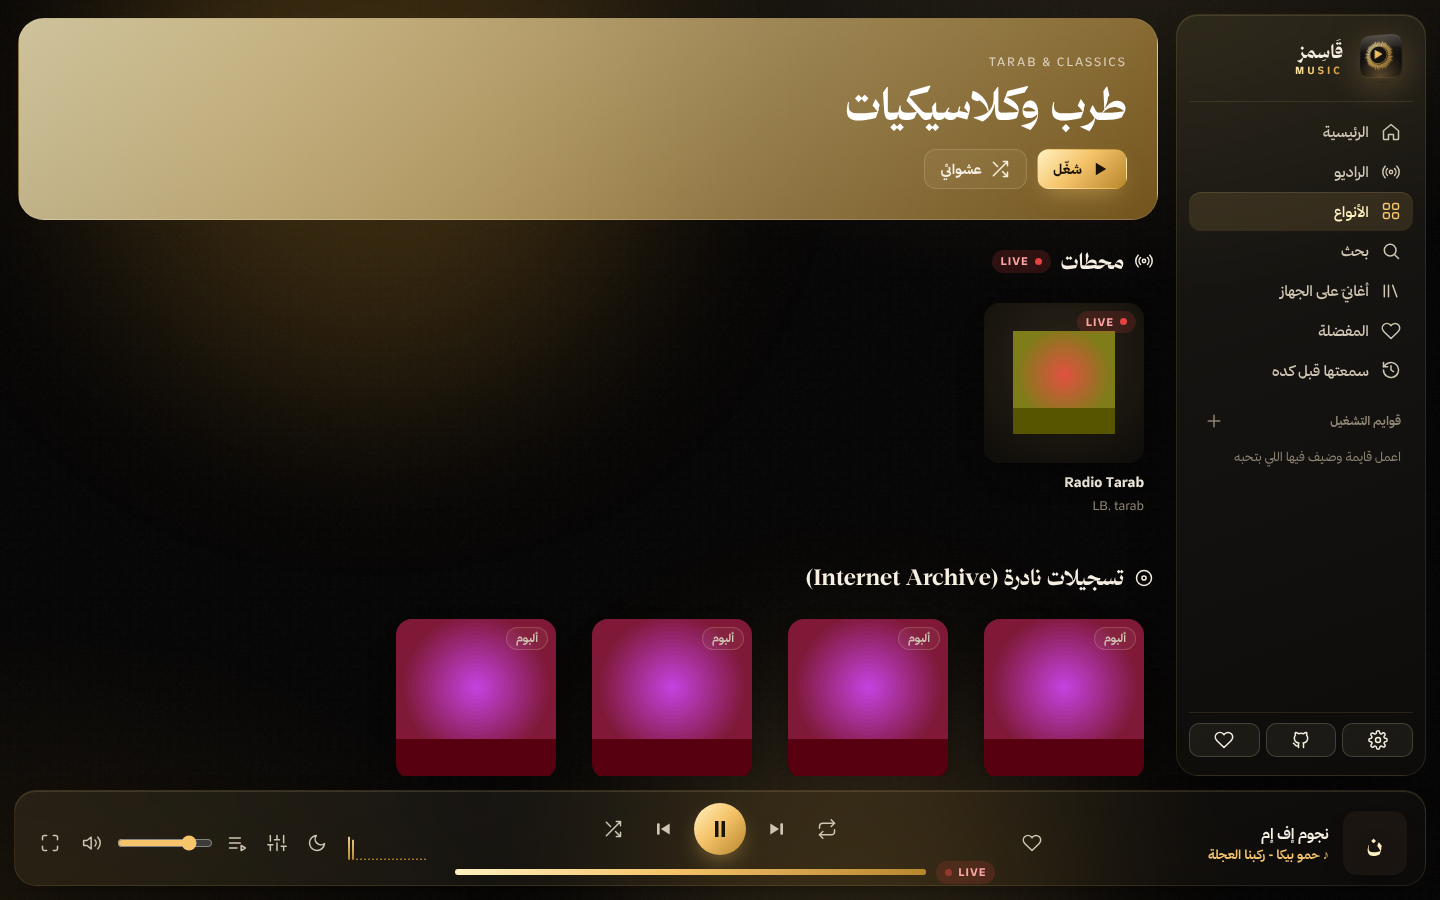 قَاسِمز
MUSIC
الرئيسية
الراديو
الأنواع
بحث
أغانيّ على الجهاز
المفضلة
سمعتها قبل كده
قوايم التشغيل
اعمل قايمة وضيف فيها اللي بتحبه
TARAB & CLASSICS
طرب وكلاسيكيات
شغّل
عشوائي
محطات
LIVE
LIVE
Radio Tarab
LB, tarab
تسجيلات نادرة (Internet Archive)
ألبوم
ألبوم
ألبوم
ألبوم
ن
نجوم إف إم
♪ حمو بيكا - ركبنا العجلة
LIVE